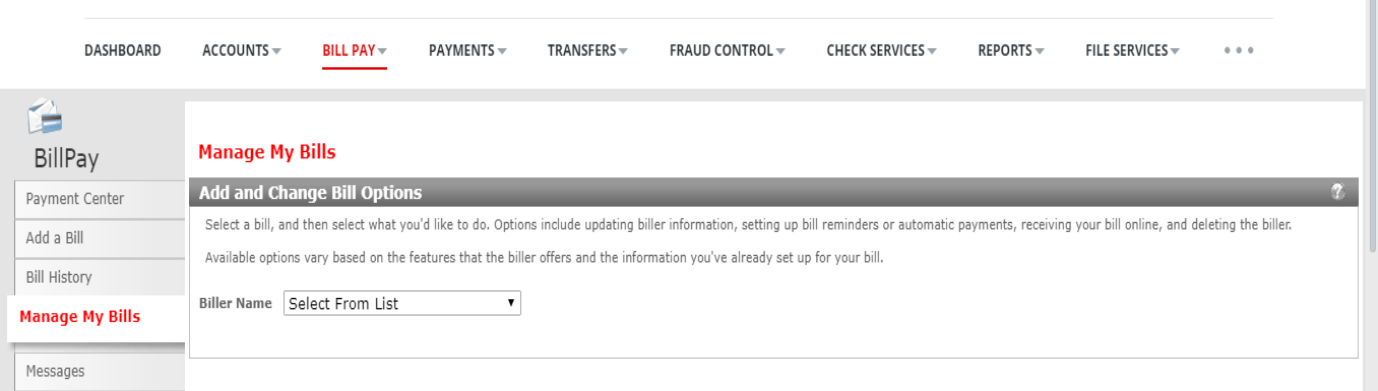 DASHBOARD ACCOUNTS BILL PAY PAYMENTS TRANSFERS FRAUD CONTROL CHECK SERVICES REPORTS FILE SERVICES
BillPay
Payment Center
Add a Bill
Bill History
Manage My Bills
Messages
Manage My Bills
Add and Change Bill Options
Select a bill, and then select what you'd like to do. Options include updating biller information, setting up bill reminders or automatic payments, receiving your bill online, and deleting the biller.
Available options vary based on the features that the biller offers and the information you've already set up for your bill.
Biller Name Select From List